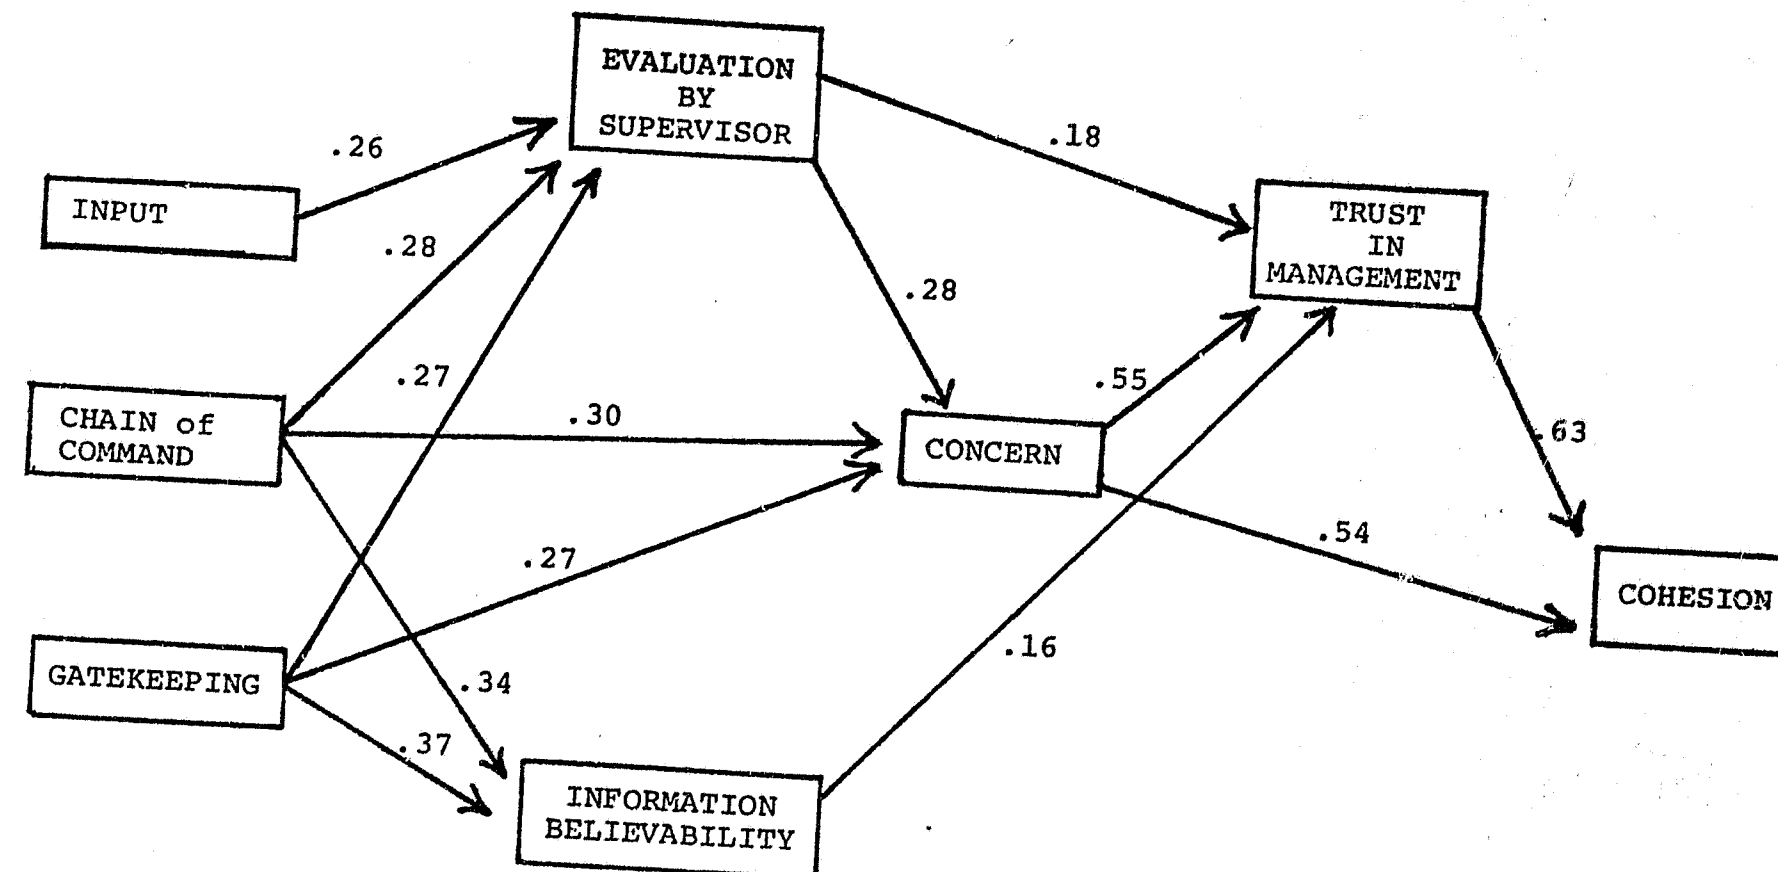 EVALUATION
BY
SUPERVISOR
.26
.18
INPUT
TRUST
IN
MANAGEMENT
.28
.28
.27
.55
CHAIN of
COMMAND
.30
CONCERN
.63
.27
.54
COHESION
GATEKEEPING
.34
.16
.37
INFORMATION
BELIEVABILITY